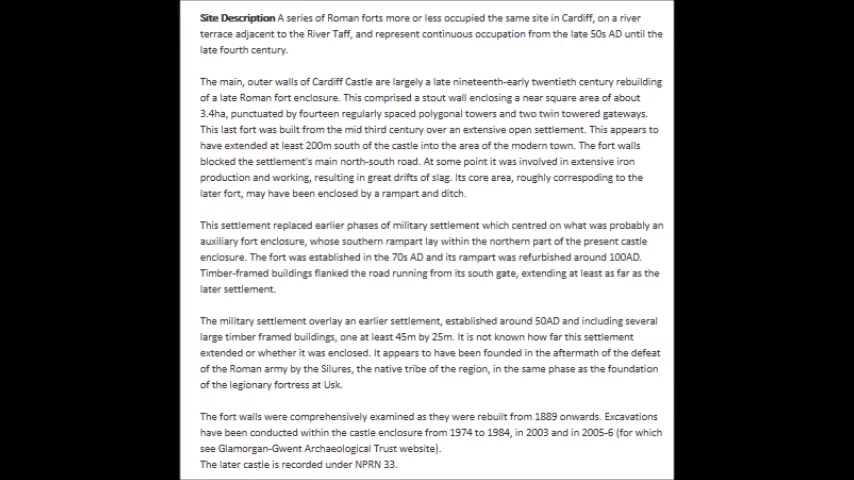 Site Description A series of Roman forts more or less occupied the same site in Cardiff, on a river
terrace adjacent to the River Taff, and represent continuous occupation from the late 50s AD until the
late fourth century.
The main, outer walls of Cardiff Castle are largely a late nineteenth-early twentieth century rebuilding
of a late Roman fort enclosure. This comprised a stout wall enclosing a near square area of about
3.4ha, punctuated by fourteen regularly spaced polygonal towers and two twin towered gateways.
This last fort was built from the mid third century over an extensive open settlement. This appears to
have extended at least 200m south of the castle into the area of the modern town. The fort walls
blocked the settlement's main north-south road. At some point it was involved in extensive iron
production and working, resulting in great drifts of slag. Its core area, roughly correspoding to the
later fort, may have been enclosed by a rampart and ditch.
This settlement replaced earlier phases of military settlement which centred on what was probably an
auxiliary fort enclosure, whose southern rampart lay within the northern part of the present castle
enclosure. The fort was established in the 70s AD and its rampart was refurbished around 100AD.
Timber-framed buildings flanked the road running from its south gate, extending at least as far as the
later settlement.
The military settlement overlay an earlier settlement, established around 50AD and including several
large timber framed buildings, one at least 45m by 25m. It is not known how far this settlement
extended or whether it was enclosed. It appears to have been founded in the aftermath of the defeat
of the Roman army by the Silures, the native tribe of the region, in the same phase as the foundation
of the legionary fortress at Usk.
The fort walls were comprehensively examined as they were rebuilt from 1889 onwards. Excavations
have been conducted within the castle enclosure from 1974 to 1984, in 2003 and in 2005-6 (for which
see Glamorgan-Gwent Archaeological Trust website).
The later castle is recorded under NPRN 33.